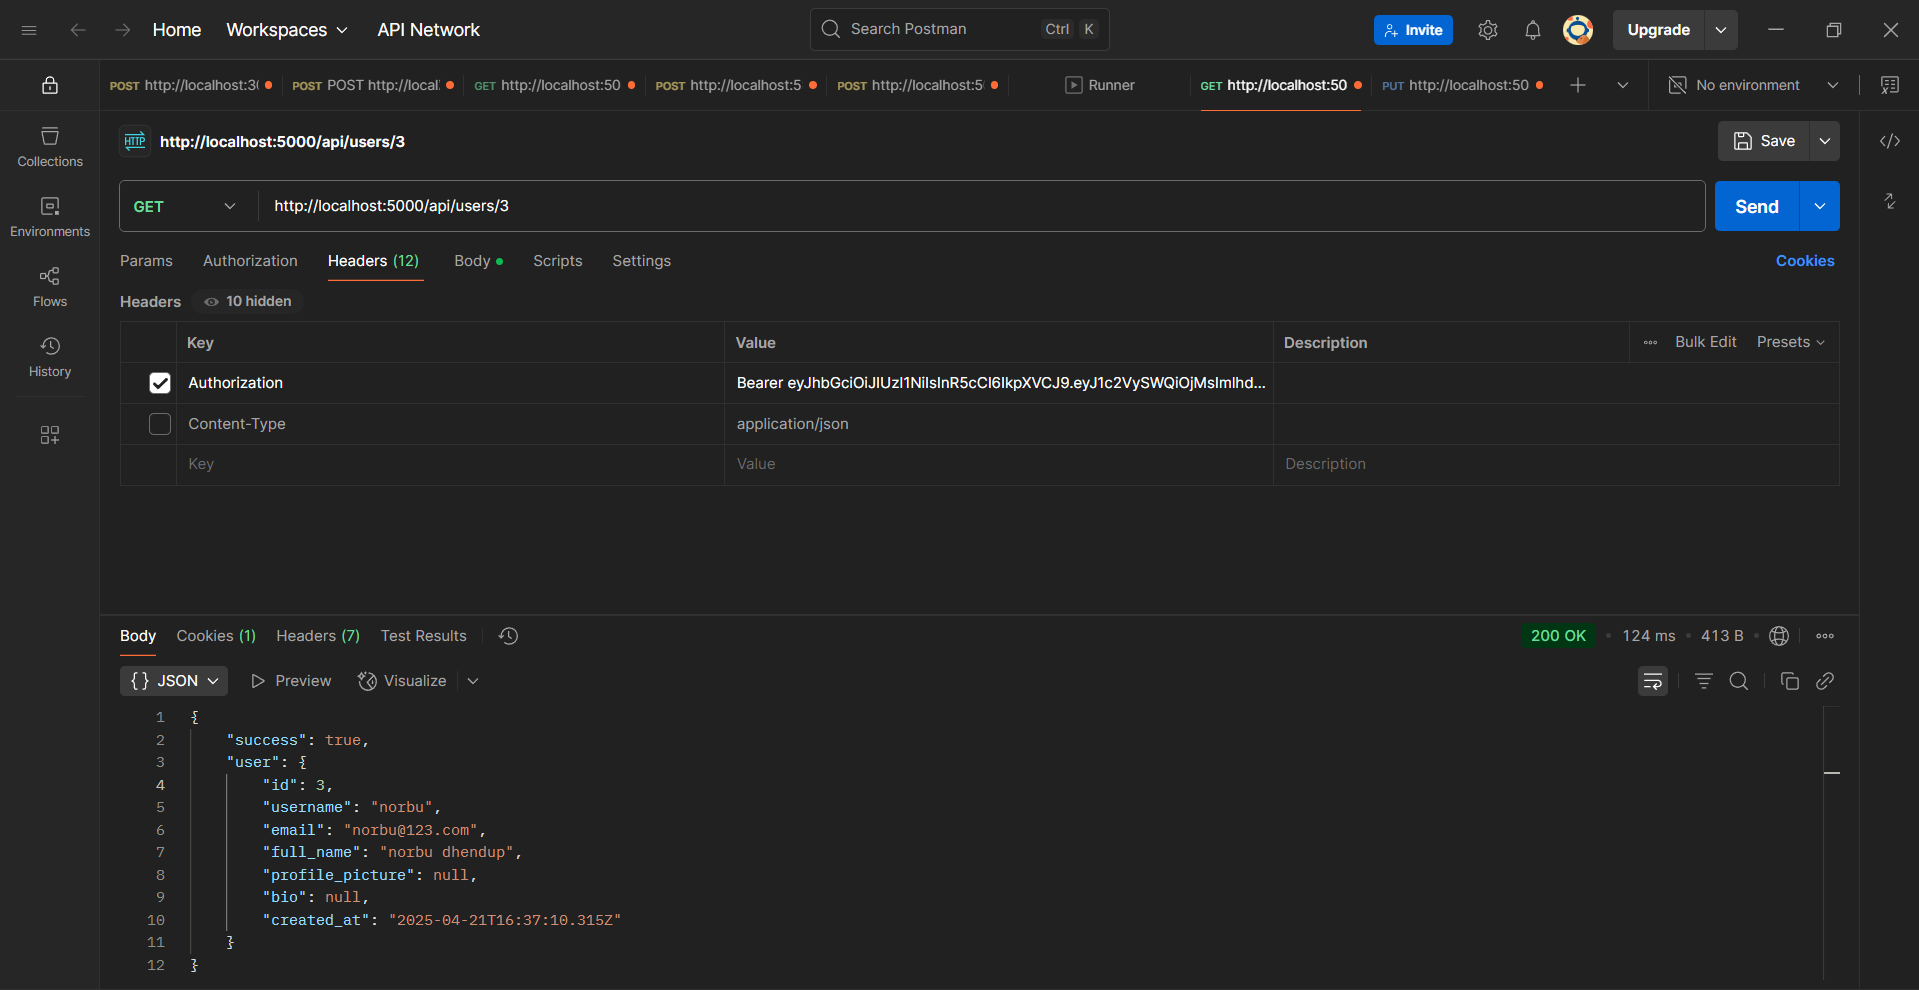 Home Workspaces API Network Search Postman Ctrl K Invite Upgrade
POST http://localhost:30 POST POST http://local. GET http://localhost:50 POST http://localhost:5 POST http://localhost:5 Runner GET http://localhost:50 PUT http://localhost:50 No environment
HTTP http://localhost:5000/api/users/3 Save
Collections
Environments
Flows
History
GET http://localhost:5000/api/users/3 Send
Params Authorization Headers (12) Body Scripts Settings Cookies
Headers 10 hidden
Key Value Description Bulk Edit Presets
Authorization Bearer eyJhbGciOiJIUzI1NiIsInR5cCI6IkpXVCJ9.eyJ1c2VySWQiOjMsImlhd...
Content-Type application/json
Key Value Description
Body Cookies (1) Headers (7) Test Results 200 OK 124 ms 413 B
{} JSON Preview Visualize
1 {
2 "success": true,
3 "user": {
4 "id": 3,
5 "username": "norbu",
6 "email": "norbu@123.com",
7 "full_name": "norbu dhendup",
8 "profile_picture": null,
9 "bio": null,
10 "created_at": "2025-04-21T16:37:10.315Z"
11 }
12 }